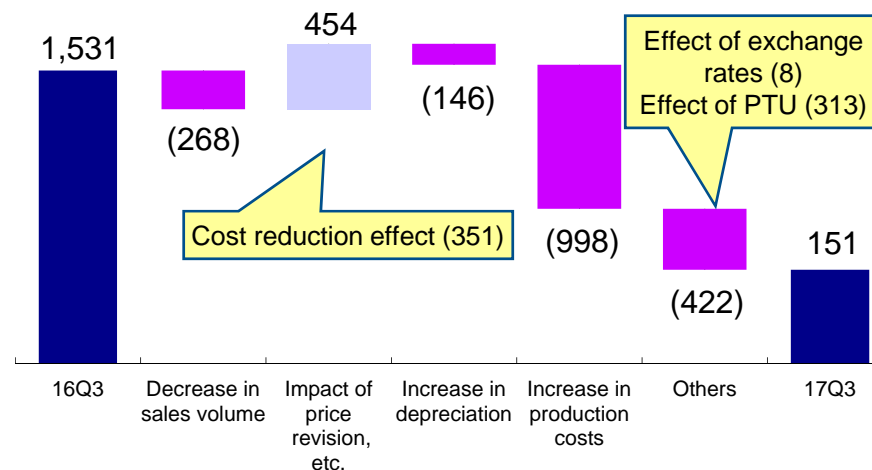 1,531
(268)
454
(146)
(998)
(422)
151
Effect of exchange
rates (8)
Effect of PTU (313)
Cost reduction effect (351)
16Q3
Decrease in
sales volume
Impact of
price
revision,
etc.
Increase in
depreciation
Increase in
production
costs
Others
17Q3